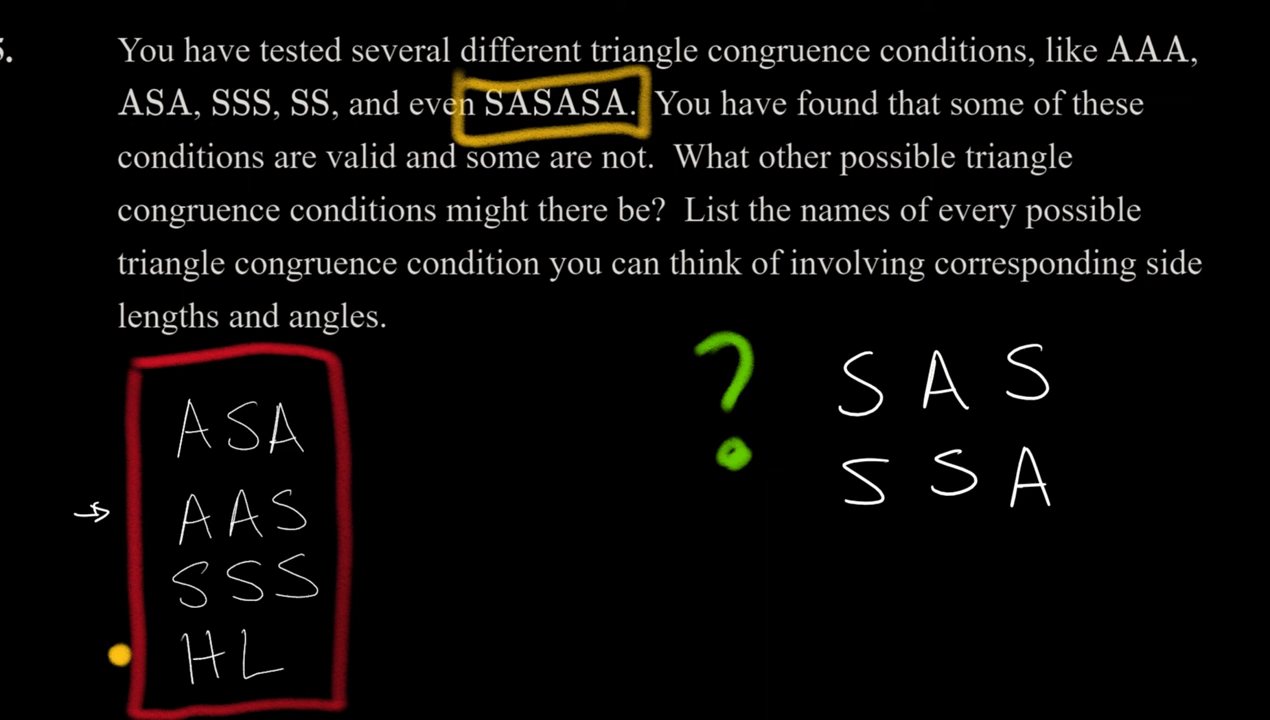 5.
You have tested several different triangle congruence conditions, like AAA,
ASA, SSS, SS, and even SASASA. You have found that some of these
conditions are valid and some are not. What other possible triangle
congruence conditions might there be? List the names of every possible
triangle congruence condition you can think of involving corresponding side
lengths and angles.
ASA
→ AAS
SSS
HL
? SAS
SSA